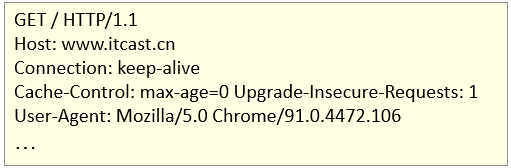 GET / HTTP/1.1
Host: www.itcast.cn
Connection: keep-alive
Cache-Control: max-age=0 Upgrade-Insecure-Requests: 1
User-Agent: Mozilla/5.0 Chrome/91.0.4472.106
…